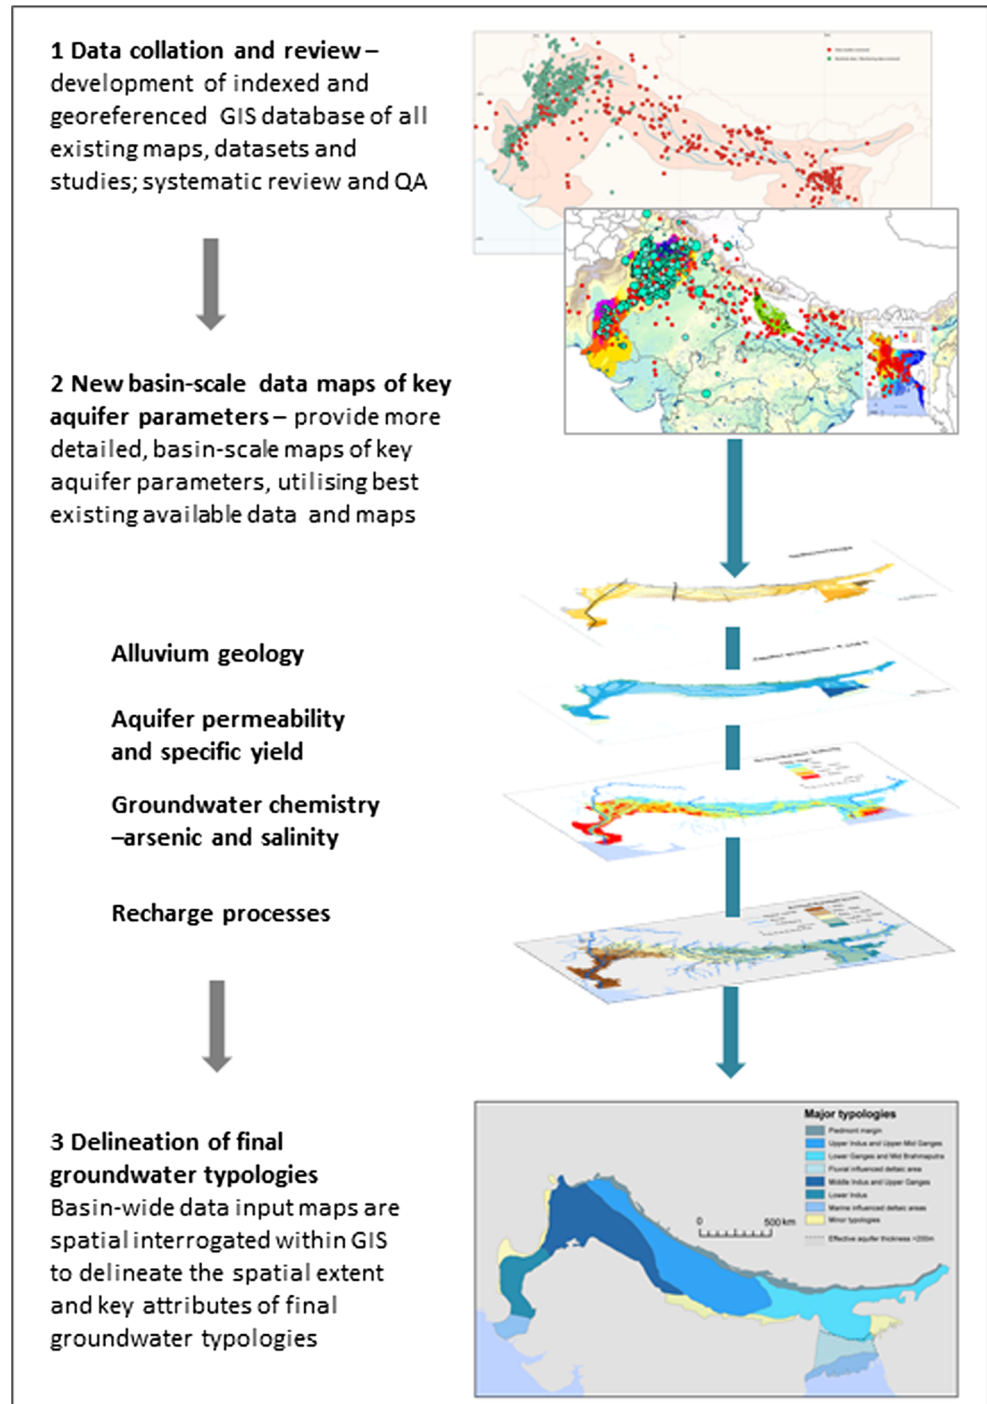 1 Data collation and review –
development of indexed and
georeferenced GIS database of all
existing maps, datasets and
studies; systematic review and QA
2 New basin-scale data maps of key
aquifer parameters – provide more
detailed, basin-scale maps of key
aquifer parameters, utilising best
existing available data and maps
Alluvium geology
Aquifer permeability
and specific yield
Groundwater chemistry
–arsenic and salinity
Recharge processes
3 Delineation of final
groundwater typologies
Basin-wide data input maps are
spatial interrogated within GIS
to delineate the spatial extent
and key attributes of final
groundwater typologies
Major typologies
Piedmont margin
Upper Indus and Upper-Mid Ganges
Lower Ganges and Mid Brahmaputra
Fluvial influenced deltaic area
Middle Indus and Upper Ganges
Lower Indus
Marine influenced deltaic areas
Minor typologies
Effective aquifer thickness >200m
0 500 km